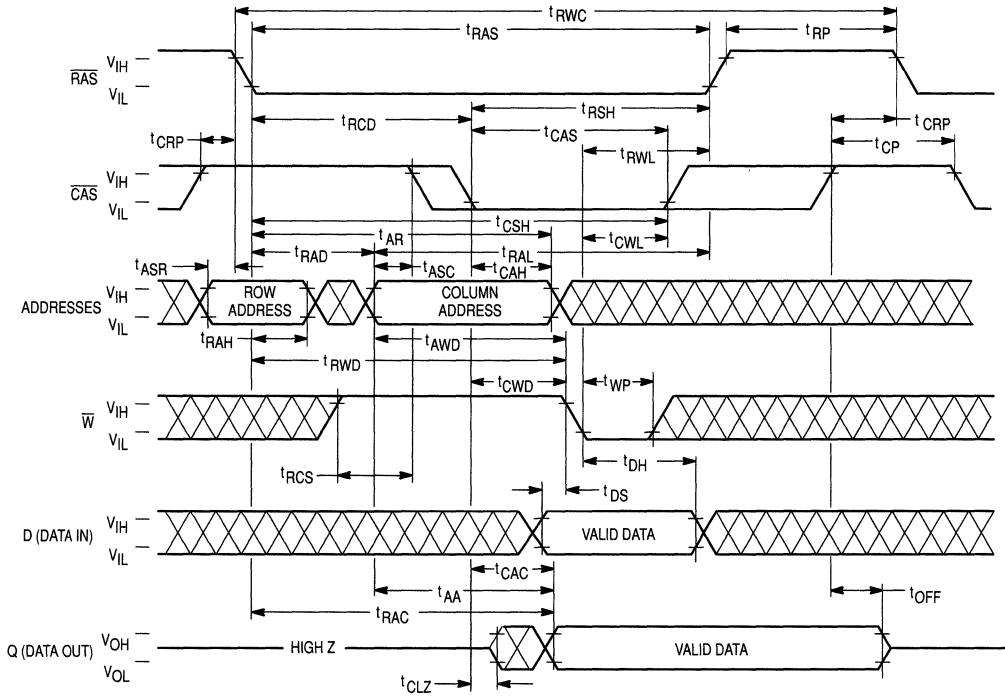 tRWC
tRAS
tRP
RAS
VIH
VIL
tRSH
tRCD
tCAS
tCRP
tCRP
tRWL
tCP
CAS
VIH
VIL
tCSH
tAR
tCWL
tRAD
tRAL
tASR
tASC
tCAH
ADDRESSES
VIH
VIL
ROW ADDRESS
COLUMN ADDRESS
tRAH
tAWD
tRWD
tCWD
tWP
W
VIH
VIL
tRCS
tDH
tDS
D (DATA IN)
VIH
VIL
VALID DATA
tCAC
tAA
tOFF
tRAC
Q (DATA OUT)
VOH
VOL
HIGH Z
VALID DATA
tCLZ